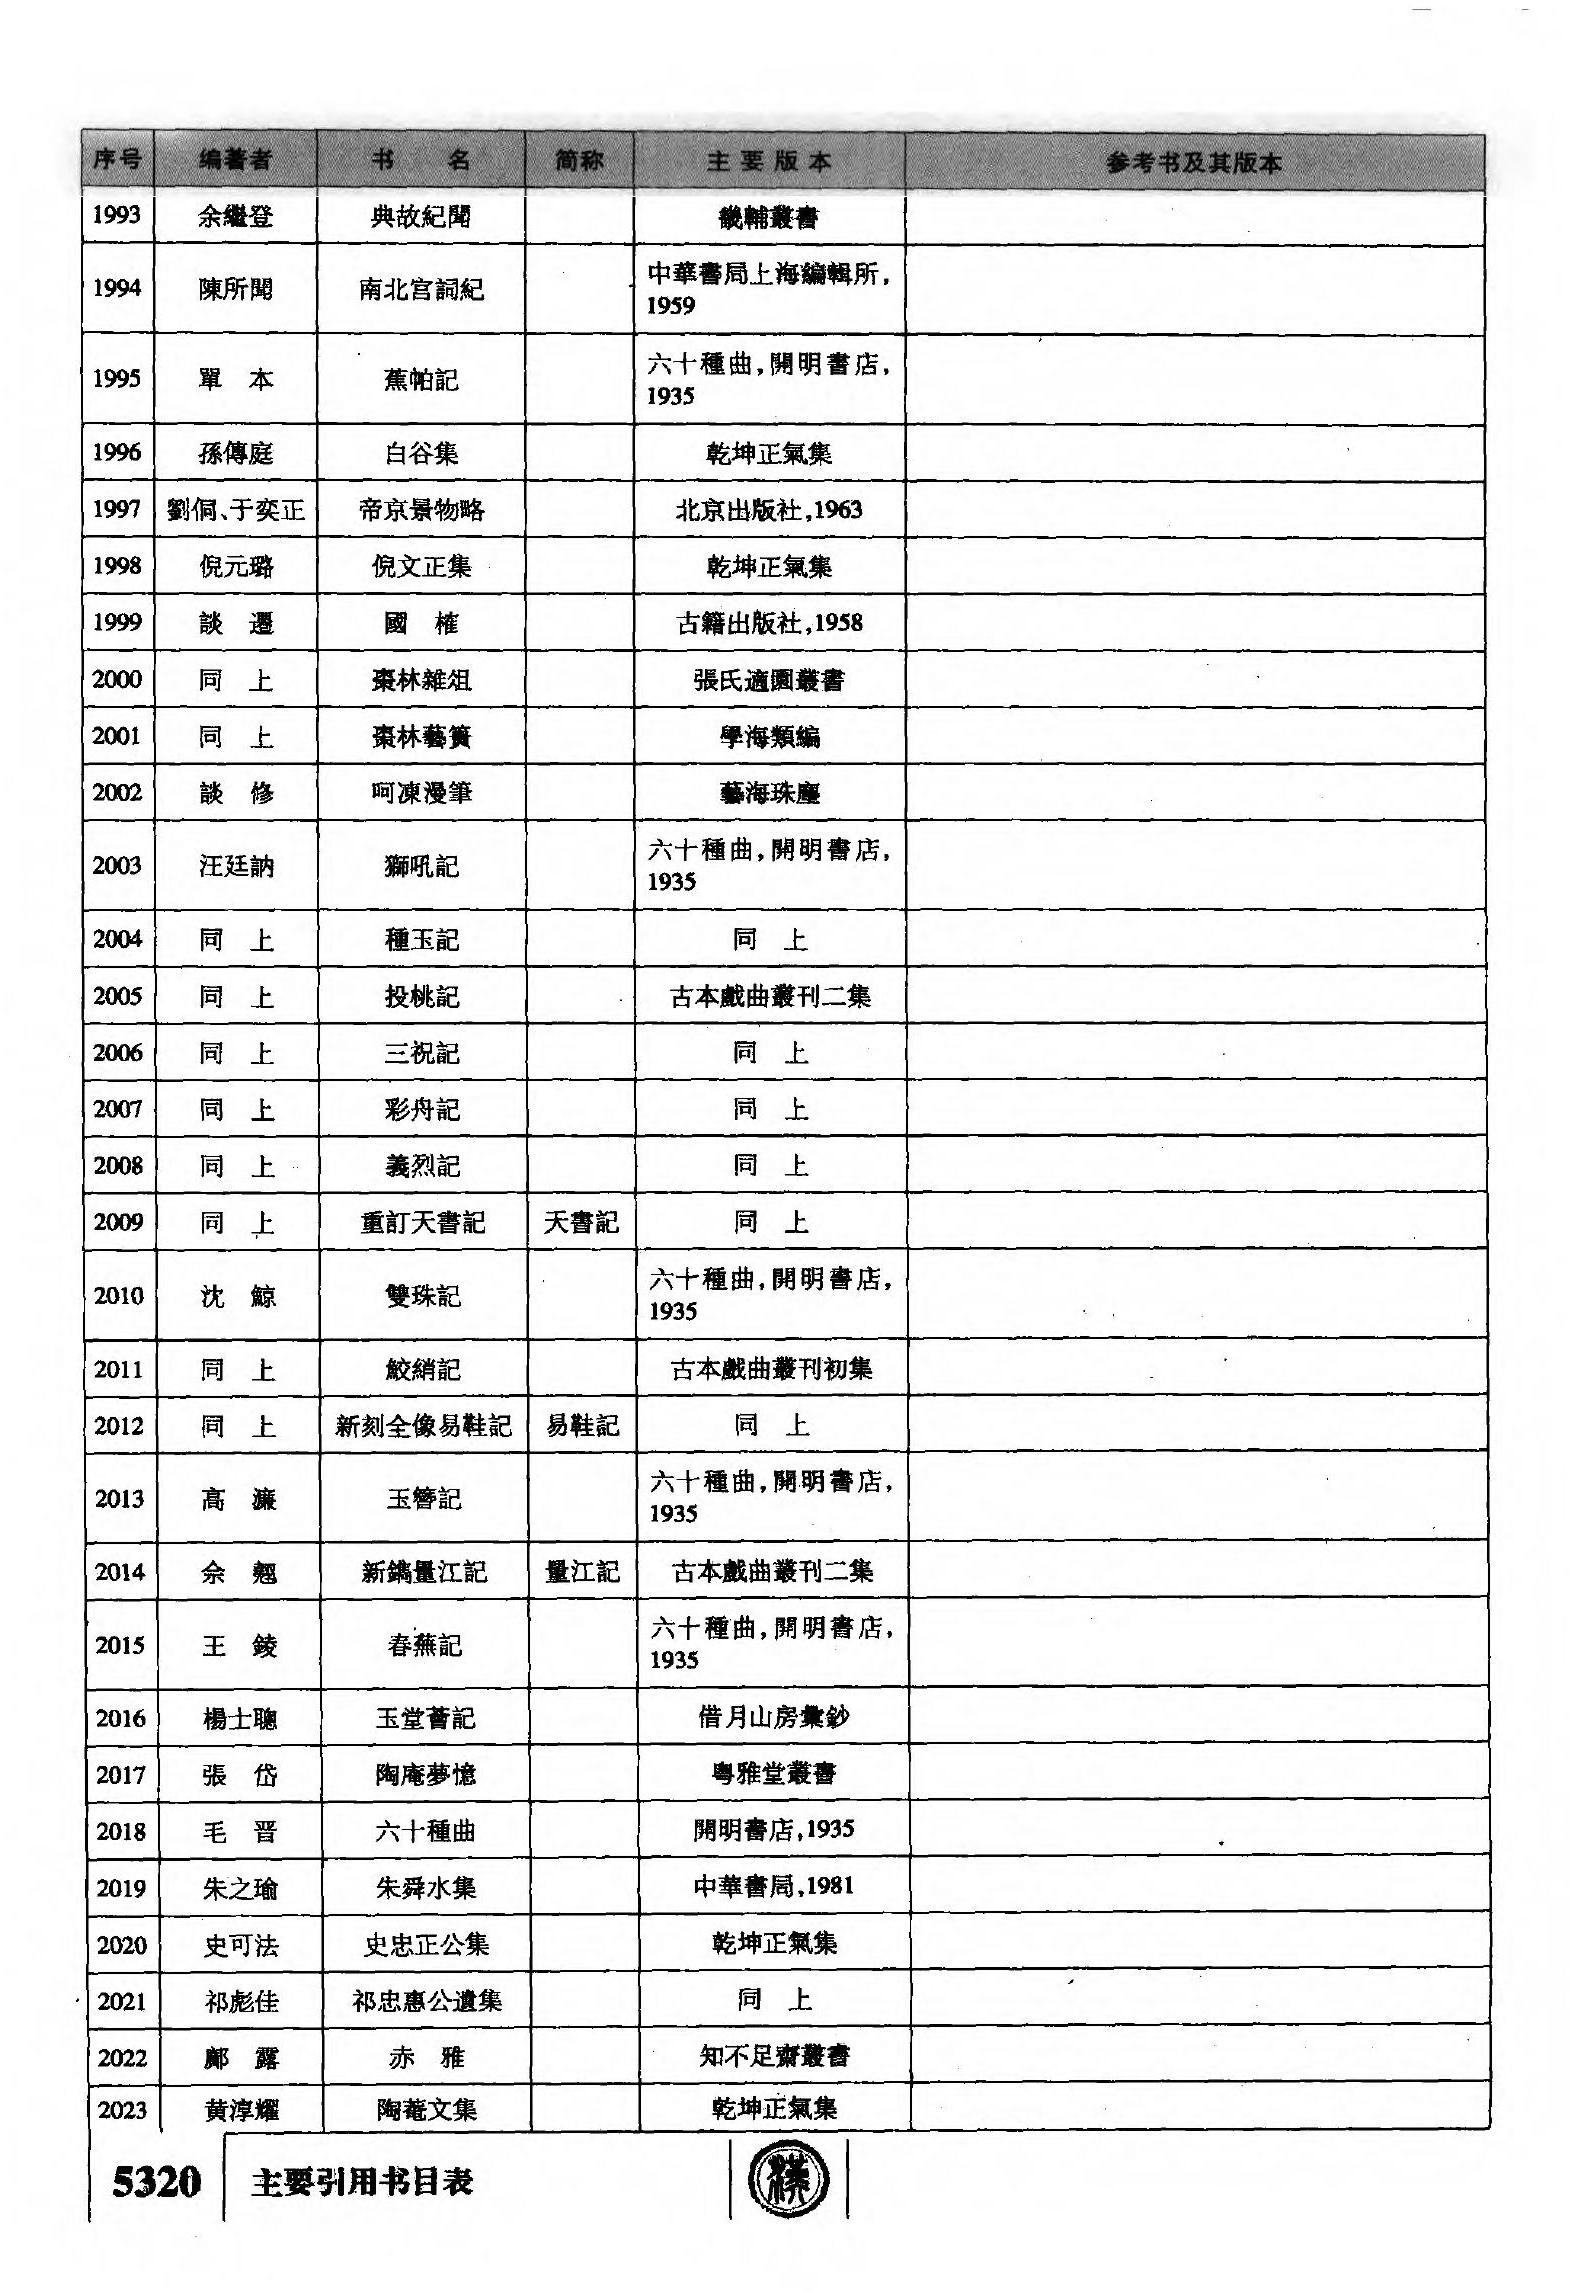 序号 编著者 书 名 简称 主要版本 参考书及其版本
1993 余繼登 典故紀聞 畿輔叢書
1994 陳所聞 南北宫詞紀 中華書局上海編輯所,
1959
1995 單 本 蕉帕記 六十種曲,開明書店,
1935
1996 孫傳庭 白谷集 乾坤正氣集
1997 劉侗、于奕正 帝京景物略 北京出版社,1963
1998 倪元璐 倪文正集 乾坤正氣集
1999 談 遷 國 榷 古籍出版社,1958
2000 同 上 棗林雜俎 張氏適園叢書
2001 同 上 棗林藝簣 學海類編
2002 談 修 呵凍漫筆 藝海珠塵
2003 汪廷訥 獅吼記 六十種曲,開明書店,
1935
2004 同 上 種玉記 同 上
2005 同 上 投桃記 古本戲曲叢刊二集
2006 同 上 三祝記 同 上
2007 同 上 彩舟記 同 上
2008 同 上 義烈記 同 上
2009 同 上 重訂天書記 天書記 同 上
2010 沈 鯨 雙珠記 六十種曲,開明書店,
1935
2011 同 上 鮫綃記 古本戲曲叢刊初集
2012 同 上 新刻全像易鞋記 易鞋記 同 上
2013 高 濂 玉簪記 六十種曲,開明書店,
1935
2014 佘 翹 新鐫量江記 量江記 古本戲曲叢刊二集
2015 王 錂 春蕪記 六十種曲,開明書店,
1935
2016 楊士聰 玉堂薈記 借月山房彙鈔
2017 張 岱 陶庵夢憶 粤雅堂叢書
2018 毛 晋 六十種曲 開明書店,1935
2019 朱之瑜 朱舜水集 中華書局,1981
2020 史可法 史忠正公集 乾坤正氣集
2021 祁彪佳 祁忠惠公遺集 同 上
2022 鄺 露 赤 雅 知不足齋叢書
2023 黄淳耀 陶菴文集 乾坤正氣集
5320 主要引用书目表 漢